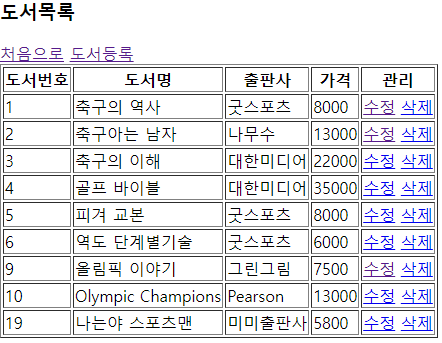 도서목록
처음으로 도서등록
도서번호 도서명 출판사 가격 관리
1 축구의 역사 굿스포츠 8000 수정 삭제
2 축구아는 남자 나무수 13000 수정 삭제
3 축구의 이해 대한미디어 22000 수정 삭제
4 골프 바이블 대한미디어 35000 수정 삭제
5 피겨 교본 굿스포츠 8000 수정 삭제
6 역도 단계별기술 굿스포츠 6000 수정 삭제
9 올림픽 이야기 그린그림 7500 수정 삭제
10 Olympic Champions Pearson 13000 수정 삭제
19 나는야 스포츠맨 미미출판사 5800 수정 삭제